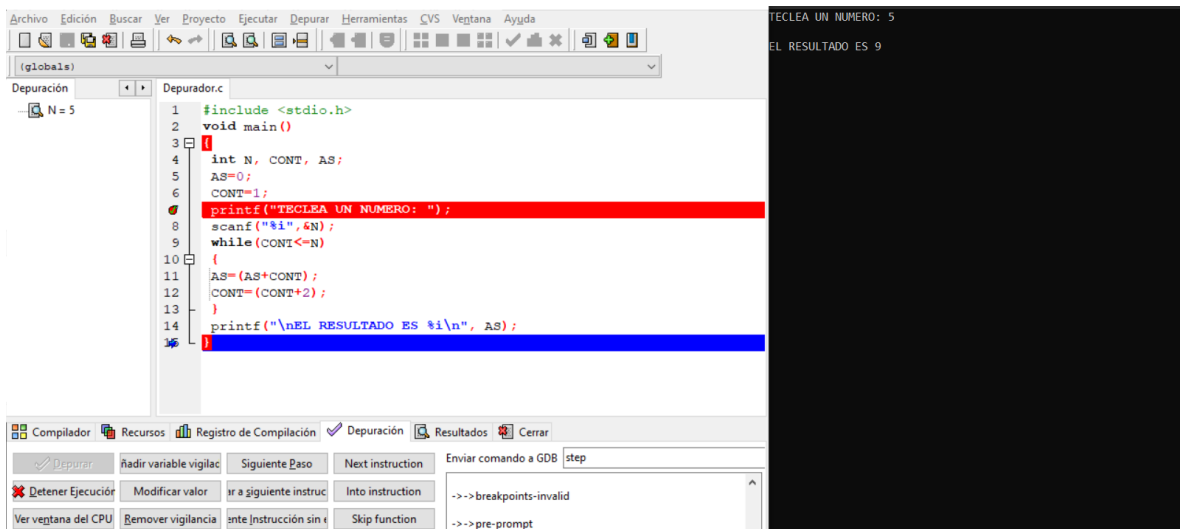 Archivo Edición Buscar Ver Proyecto Ejecutar Depurar Herramientas CVS Ventana Ayuda
(globals)
Depuración
N = 5
Depurador.c
1 #include <stdio.h>
2 void main()
3 {
4 int N, CONT, AS;
5 AS=0;
6 CONT=1;
printf("TECLEA UN NUMERO: ");
8 scanf("%i",&N);
9 while(CONT<=N)
10 {
11 AS=(AS+CONT);
12 CONT=(CONT+2);
13 }
14 printf("\nEL RESULTADO ES %i\n", AS);
15 }
Compilador Recursos Registro de Compilación Depuración Resultados Cerrar
Depurar ñadir variable vigilac Siguiente Paso Next instruction
Detener Ejecución Modificar valor ar a siguiente instruc Into instruction
Ver ventana del CPU Remover vigilancia ente Instrucción sin Skip function
Enviar comando a GDB step
->->breakpoints-invalid
->->pre-prompt
TECLEA UN NUMERO: 5
EL RESULTADO ES 9